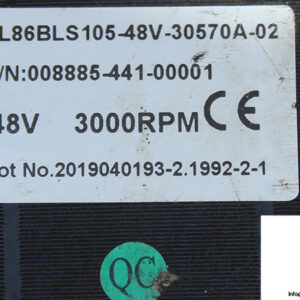 L86BLS105-48V-30570A-02
/N:008885-441-00001
48V 3000RPM CE
ot No.2019040193-2.1992-2-1
QC